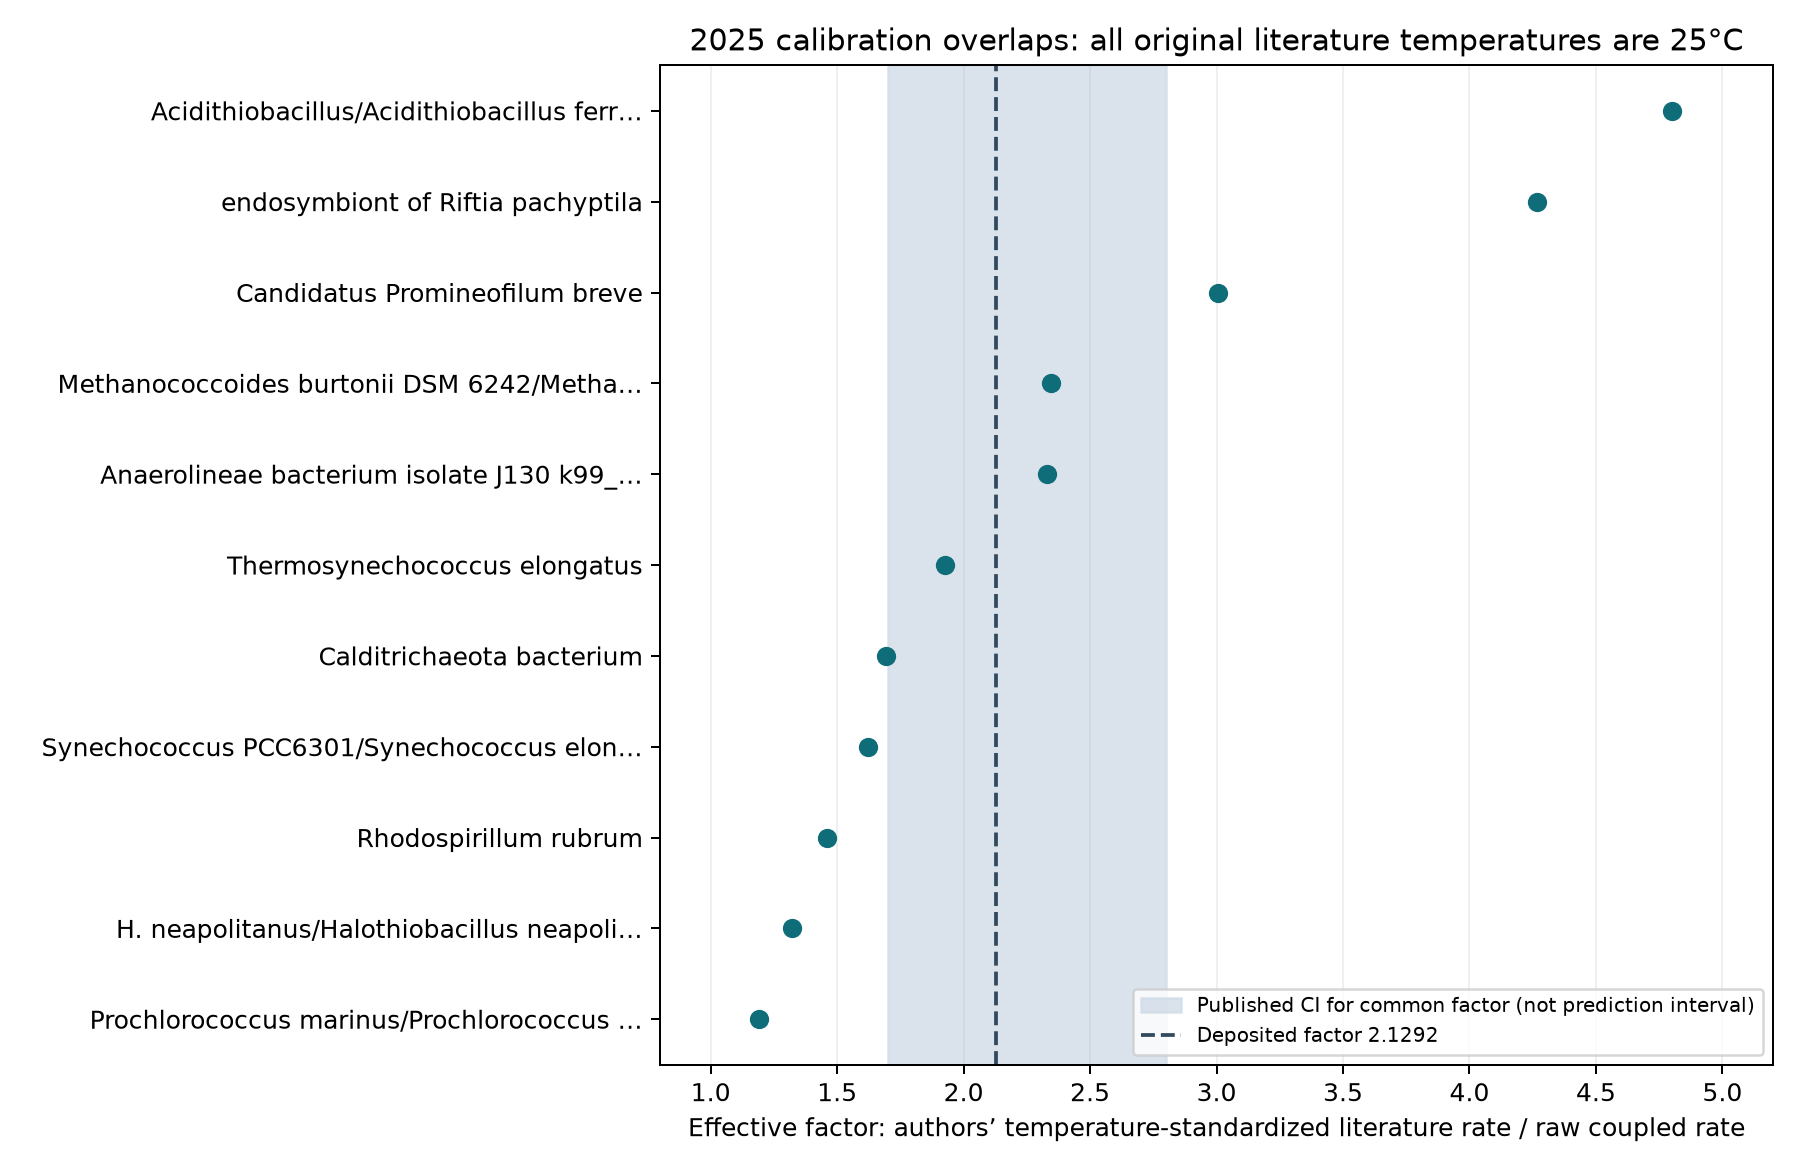 2025 calibration overlaps: all original literature temperatures are 25°C
Acidithiobacillus/Acidithiobacillus ferr…
endosymbiont of Riftia pachyptila
Candidatus Promineofilum breve
Methanococcoides burtonii DSM 6242/Metha…
Anaerolineae bacterium isolate J130 k99_…
Thermosynechococcus elongatus
Calditrichaeota bacterium
Synechococcus PCC6301/Synechococcus elon…
Rhodospirillum rubrum
H. neapolitanus/Halothiobacillus neapoli…
Prochlorococcus marinus/Prochlorococcus …
Published CI for common factor (not prediction interval)
Deposited factor 2.1292
1.0 1.5 2.0 2.5 3.0 3.5 4.0 4.5 5.0
Effective factor: authors’ temperature-standardized literature rate / raw coupled rate